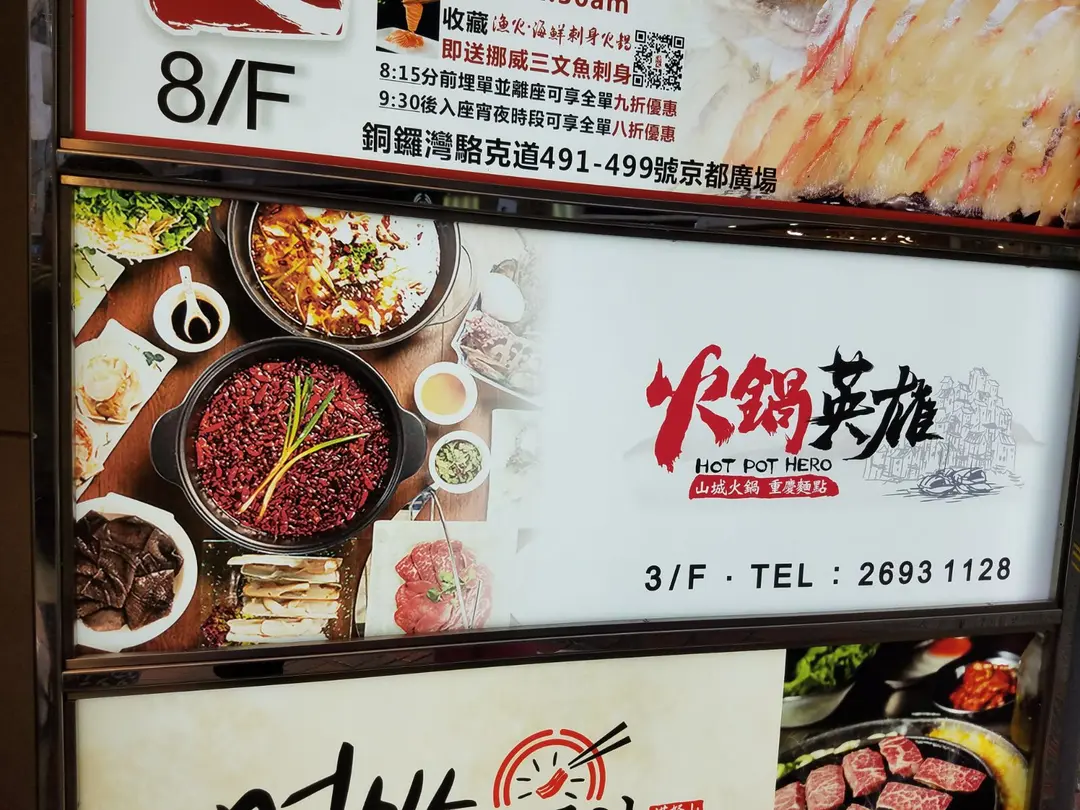 收藏漁火·海鮮刺身火鍋
即送挪威三文魚刺身
8/F
8:15分前埋單並離座可享全單九折優惠
9:30後入座宵夜時段可享全單八折優惠
銅鑼灣駱克道491-499號京都廣場
火鍋英雄
HOT POT HERO
山城火鍋 重慶麵點
3/F · TEL : 2693 1128